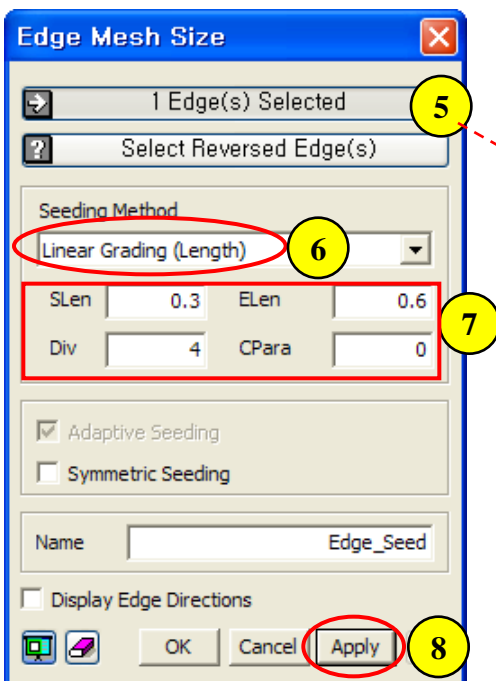 Edge Mesh Size
1 Edge(s) Selected 5
? Select Reversed Edge(s)
Seeding Method
Linear Grading (Length) 6
SLen 0.3 ELen 0.6 7
Div 4 CPara 0
Adaptive Seeding
Symmetric Seeding
Name Edge_Seed
Display Edge Directions
OK Cancel Apply 8